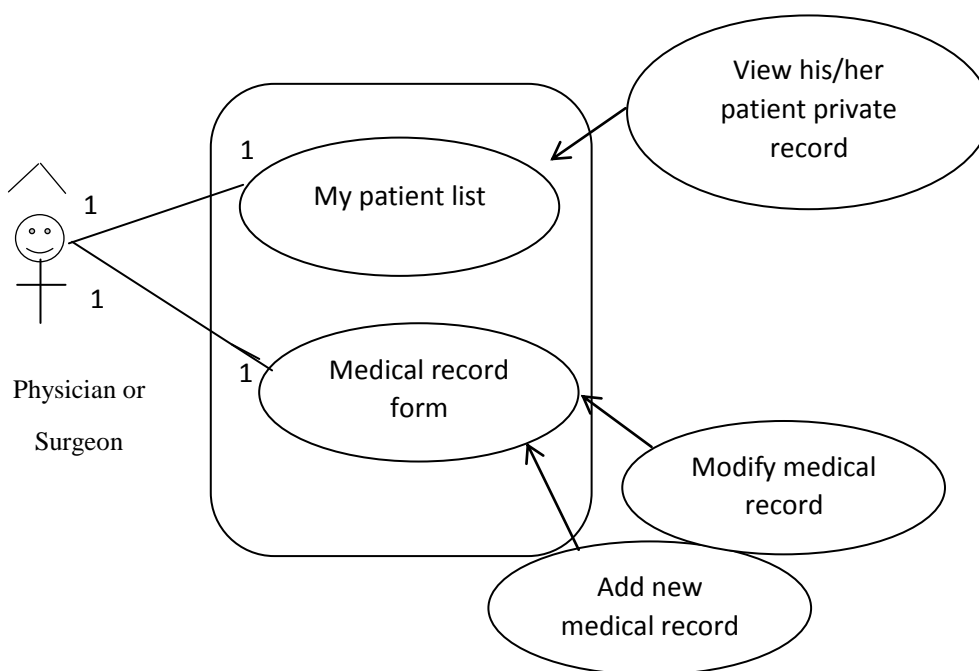 View his/her
patient private
record
1
My patient list
1
1
1
Medical record
form
Physician or
Surgeon
Modify medical
record
Add new
medical record